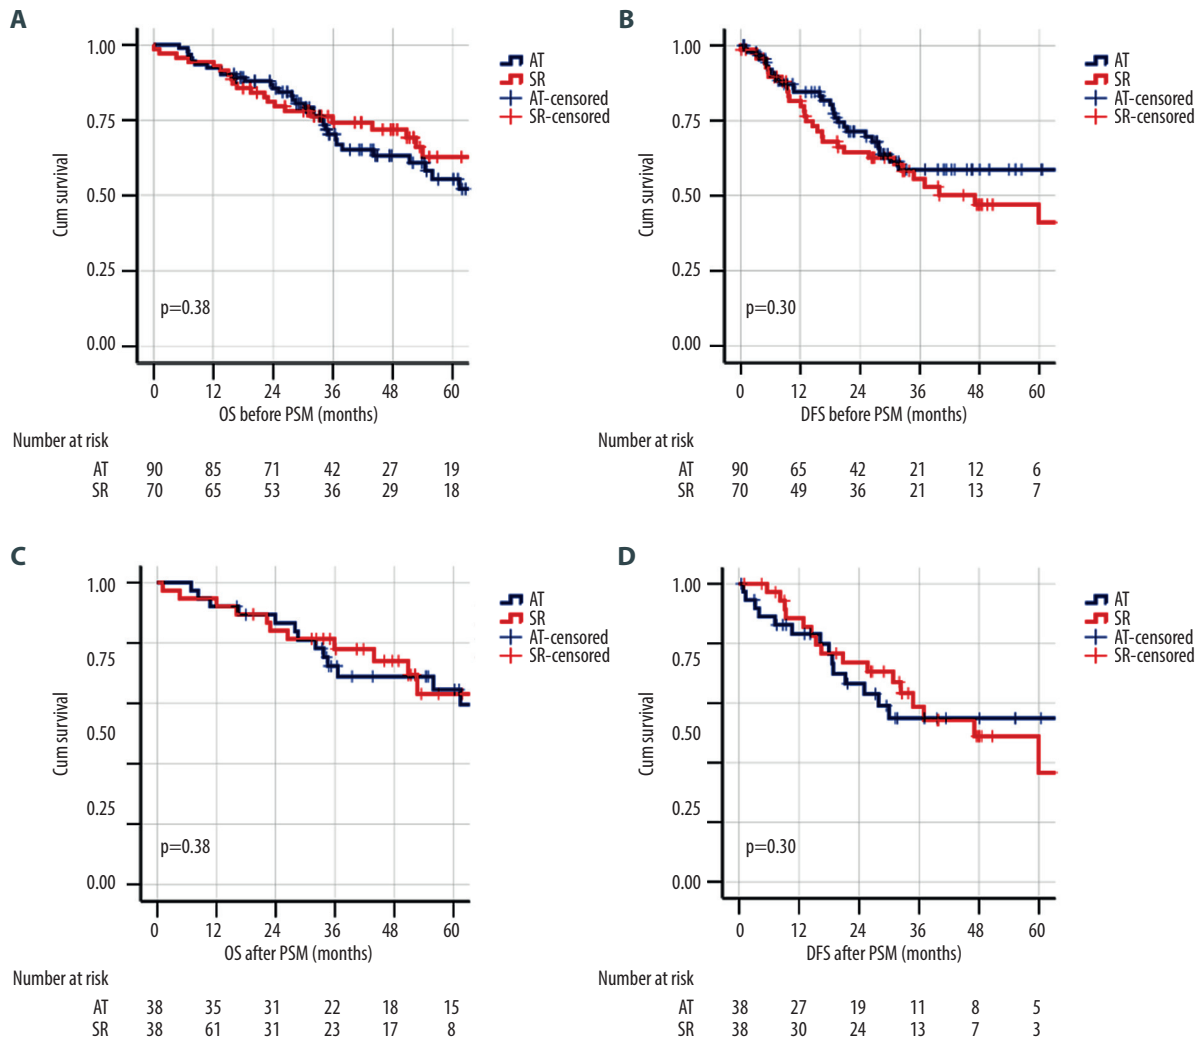 A
1.00
0.75
0.50
0.25
0.00
Cum survival
p=0.38
AT
SR
AT-censored
SR-censored
0 12 24 36 48 60
OS before PSM (months)
Number at risk
AT 90 85 71 42 27 19
SR 70 65 53 36 29 18
B
1.00
0.75
0.50
0.25
0.00
Cum survival
p=0.30
AT
SR
AT-censored
SR-censored
0 12 24 36 48 60
DFS before PSM (months)
Number at risk
AT 90 65 42 21 12 6
SR 70 49 36 21 13 7
C
1.00
0.75
0.50
0.25
0.00
Cum survival
p=0.38
AT
SR
AT-censored
SR-censored
0 12 24 36 48 60
OS after PSM (months)
Number at risk
AT 38 35 31 22 18 15
SR 38 61 31 23 17 8
D
1.00
0.75
0.50
0.25
0.00
Cum survival
p=0.30
AT
SR
AT-censored
SR-censored
0 12 24 36 48 60
DFS after PSM (months)
Number at risk
AT 38 27 19 11 8 5
SR 38 30 24 13 7 3